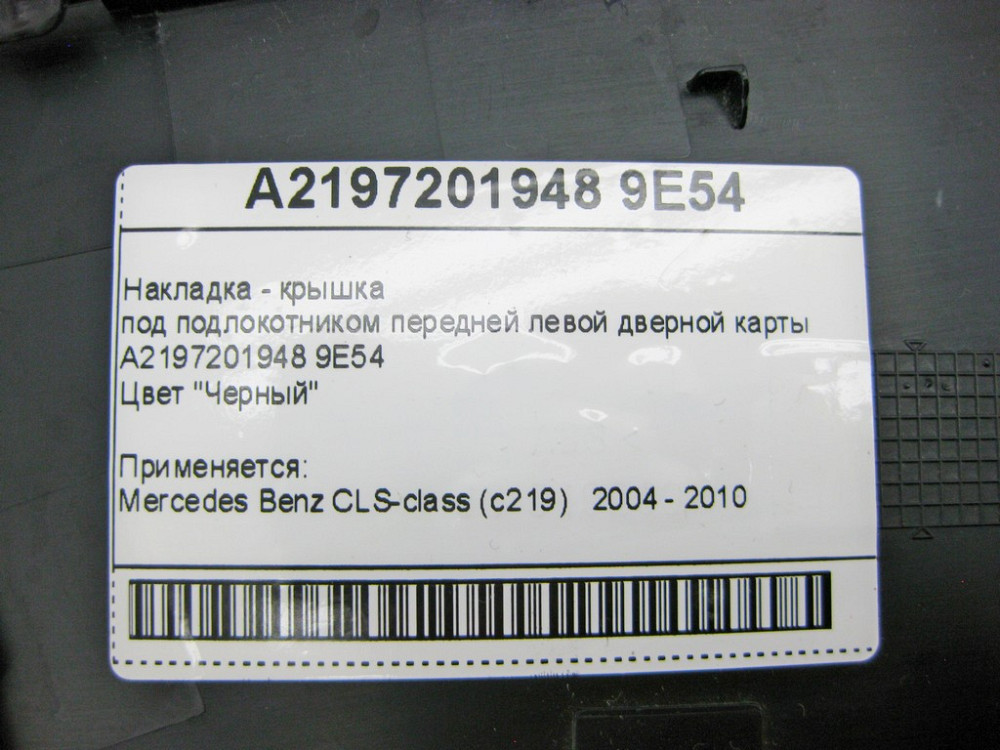 A2197201948 9E54
Накладка - крышка
под подлокотником передней левой дверной карты
A2197201948 9E54
Цвет "Черный"
Применяется:
Mercedes Benz CLS-class (c219) 2004 - 2010